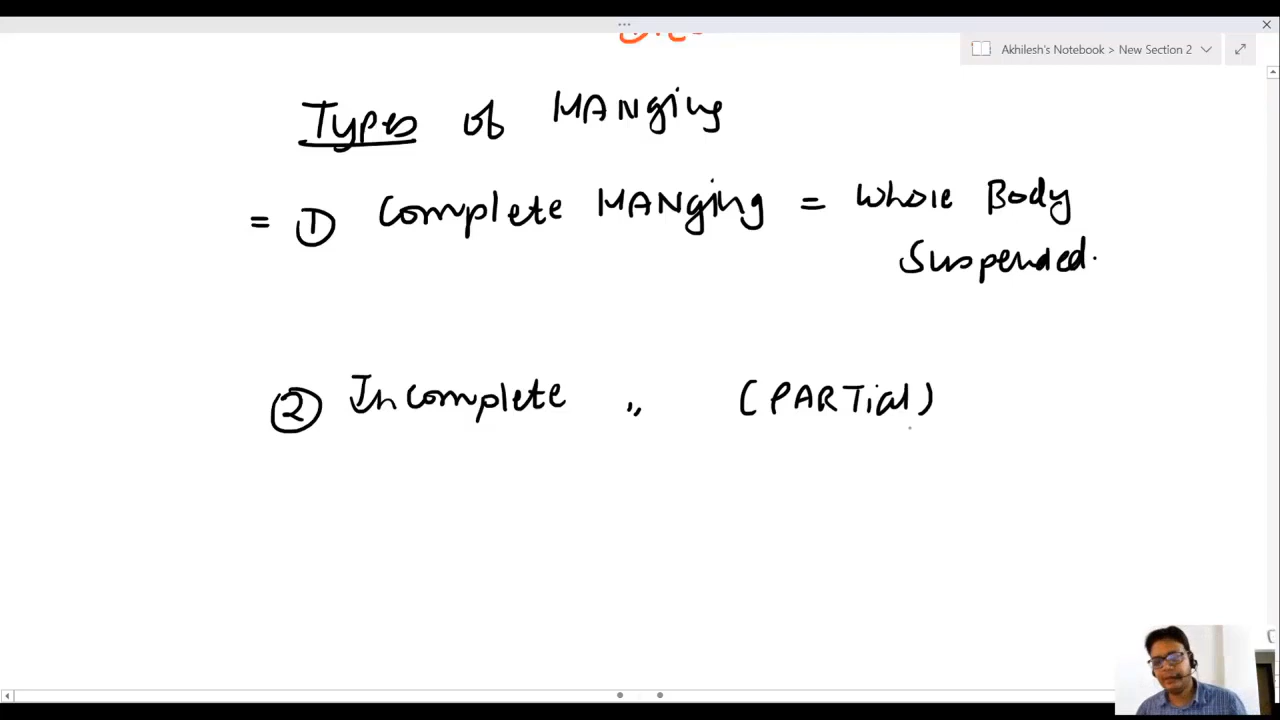 Akhilesh's Notebook > New Section 2
Types of HANging
= ① Complete HANging = Whole Body
Suspended.
② Incomplete " (PARTial)